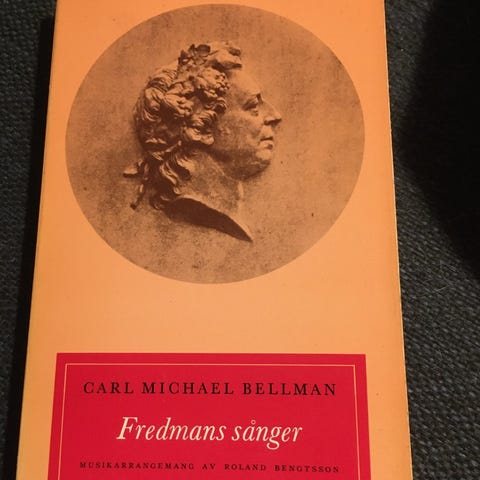 CARL MICHAEL BELLMAN
Fredmans sånger
MUSIKARRANGEMANG AV ROLAND BENGTSSON